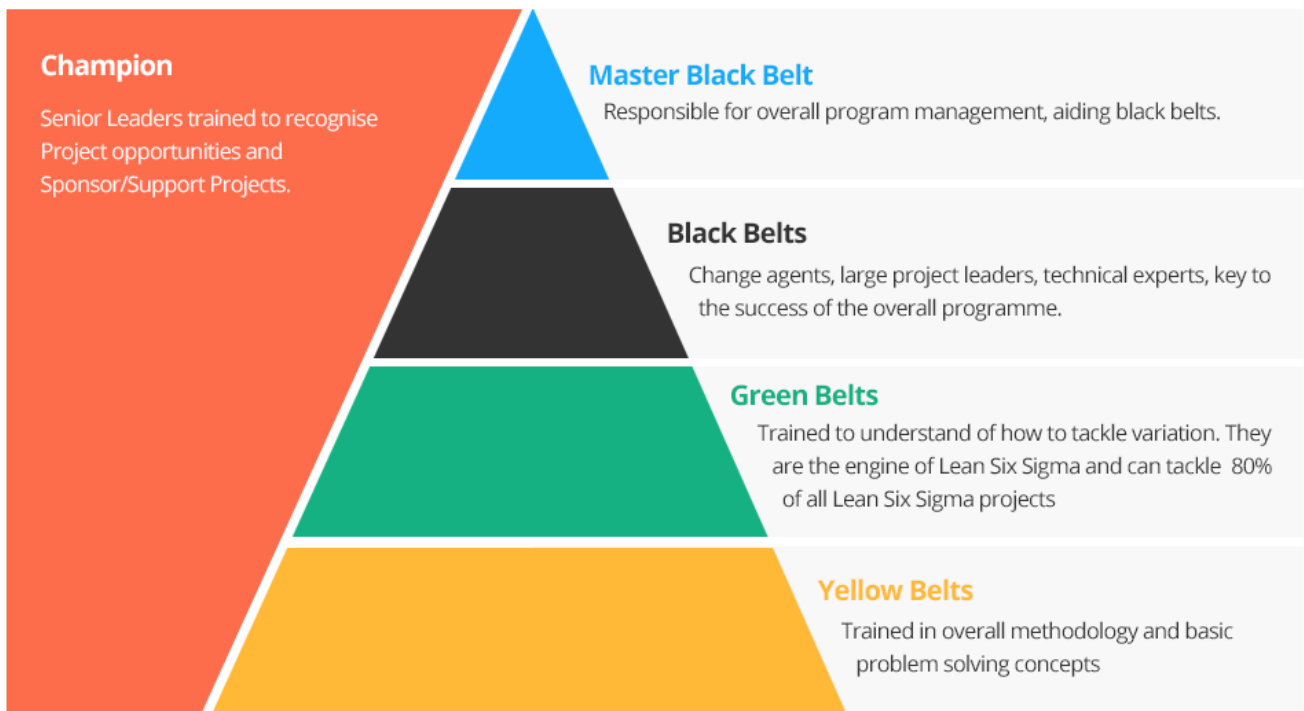 Champion
Senior Leaders trained to recognise
Project opportunities and
Sponsor/Support Projects.
Master Black Belt
Responsible for overall program management, aiding black belts.
Black Belts
Change agents, large project leaders, technical experts, key to
the success of the overall programme.
Green Belts
Trained to understand of how to tackle variation. They
are the engine of Lean Six Sigma and can tackle 80%
of all Lean Six Sigma projects
Yellow Belts
Trained in overall methodology and basic
problem solving concepts